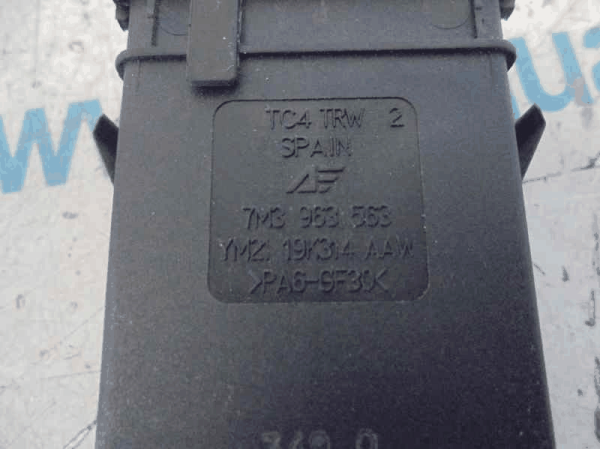 TC4 TRW 2
SPAIN
7M3 963 563
YM21 19K314 AAW
>PA6-GF30<